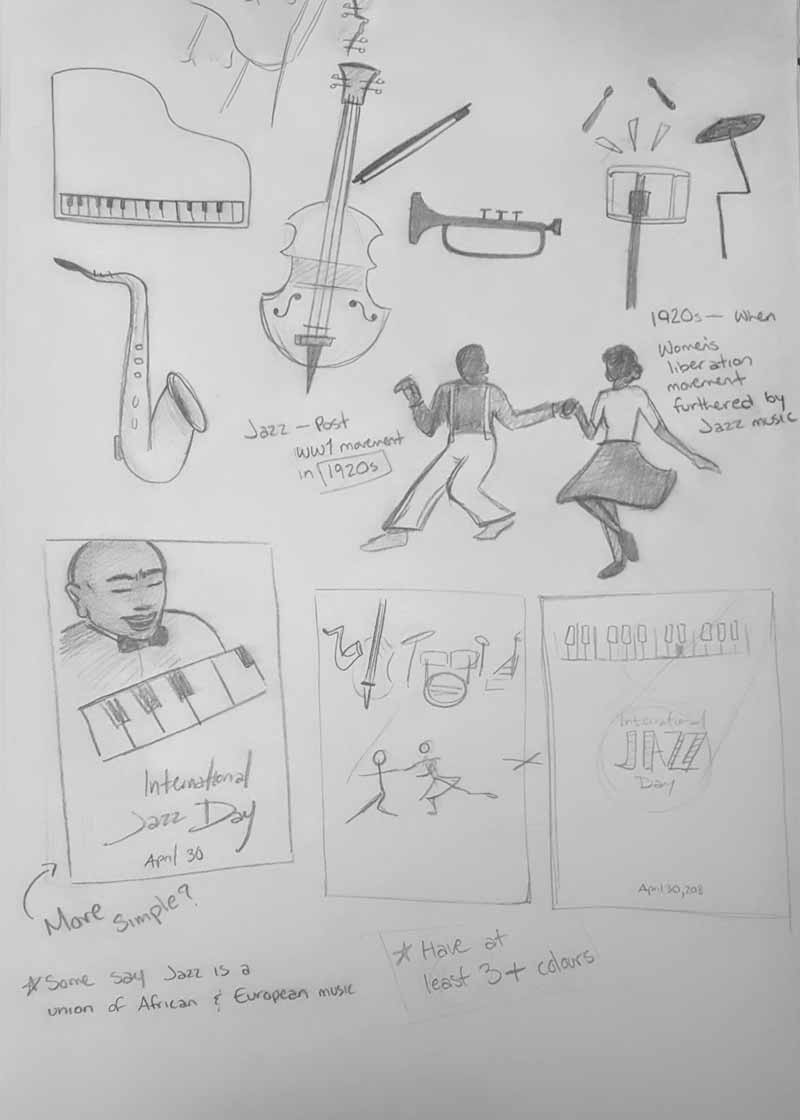 1920s — When
Women's
liberation
movement
furthered by
Jazz music
Jazz — Post
WW1 movement
in 1920s
International
Jazz Day
April 30
International
JAZZ
Day
April 30, 208
More Simple?
* Some say Jazz is a
union of African & European music
* Have at
least 3+ colours